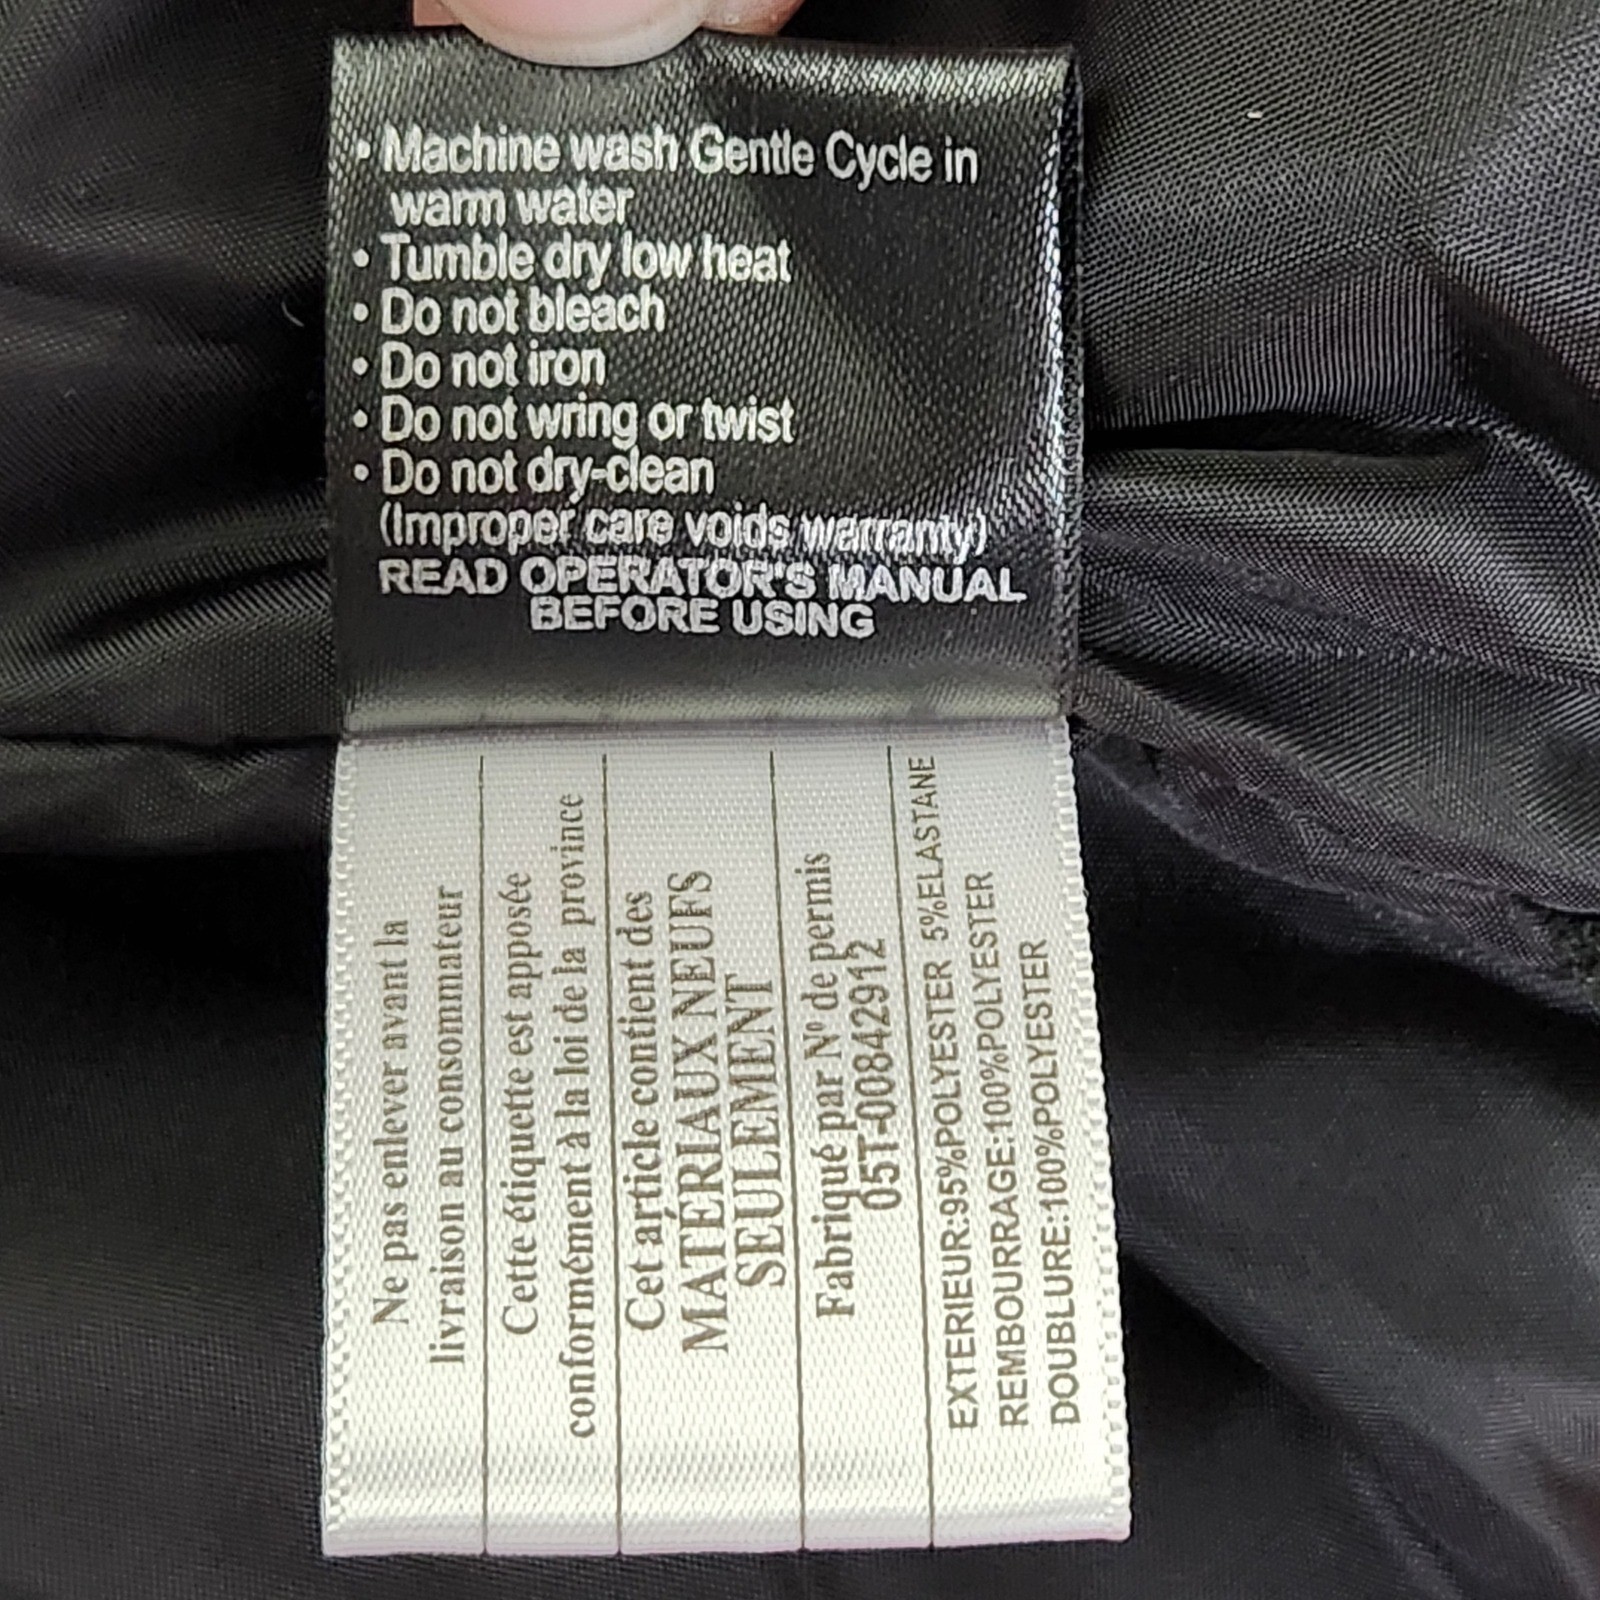 • Machine wash Gentle Cycle in
warm water
• Tumble dry low heat
• Do not bleach
• Do not iron
• Do not wring or twist
• Do not dry-clean
(Improper care voids warranty)
READ OPERATOR'S MANUAL
BEFORE USING
Ne pas enlever avant la
livraison au consommateur
Cette étiquette est apposée
conformément à la loi de la province
Cet article contient des
MATÉRIAUX NEUFS
SEULEMENT
Fabriqué par Nº de permis
05T-00842912
EXTERIEUR:95%POLYESTER 5%ELASTANE
REMBOURRAGE:100%POLYESTER
DOUBLURE:100%POLYESTER